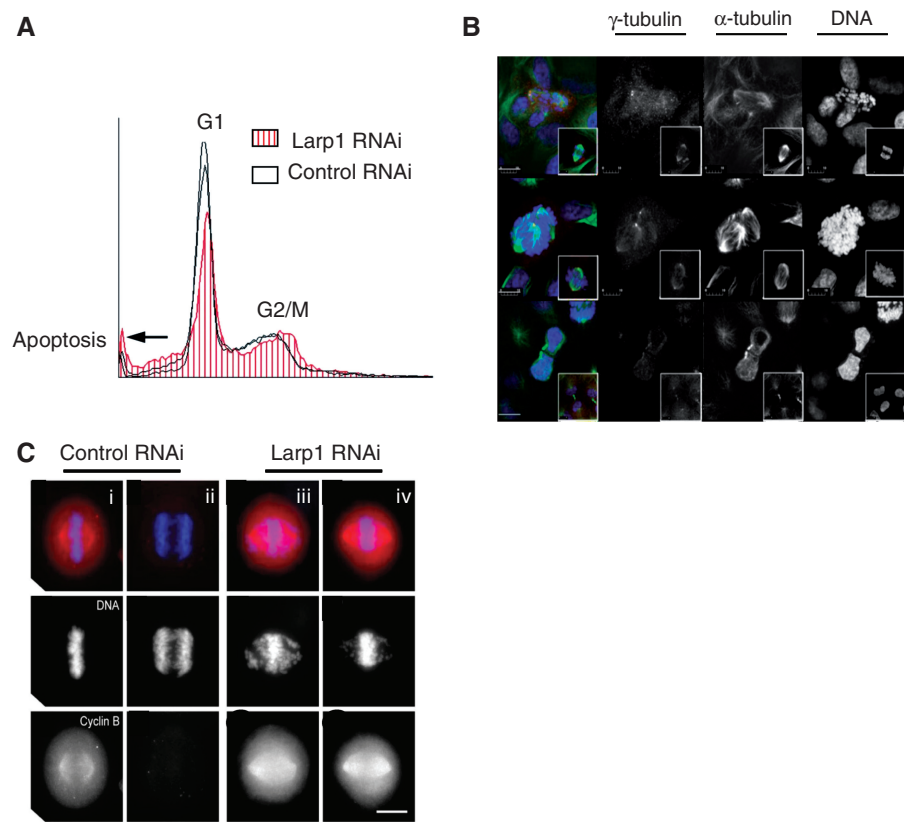 A
G1
Larp1 RNAi
Control RNAi
G2/M
Apoptosis
B
γ-tubulin
α-tubulin
DNA
C
Control RNAi
Larp1 RNAi
i
ii
iii
iv
DNA
Cyclin B